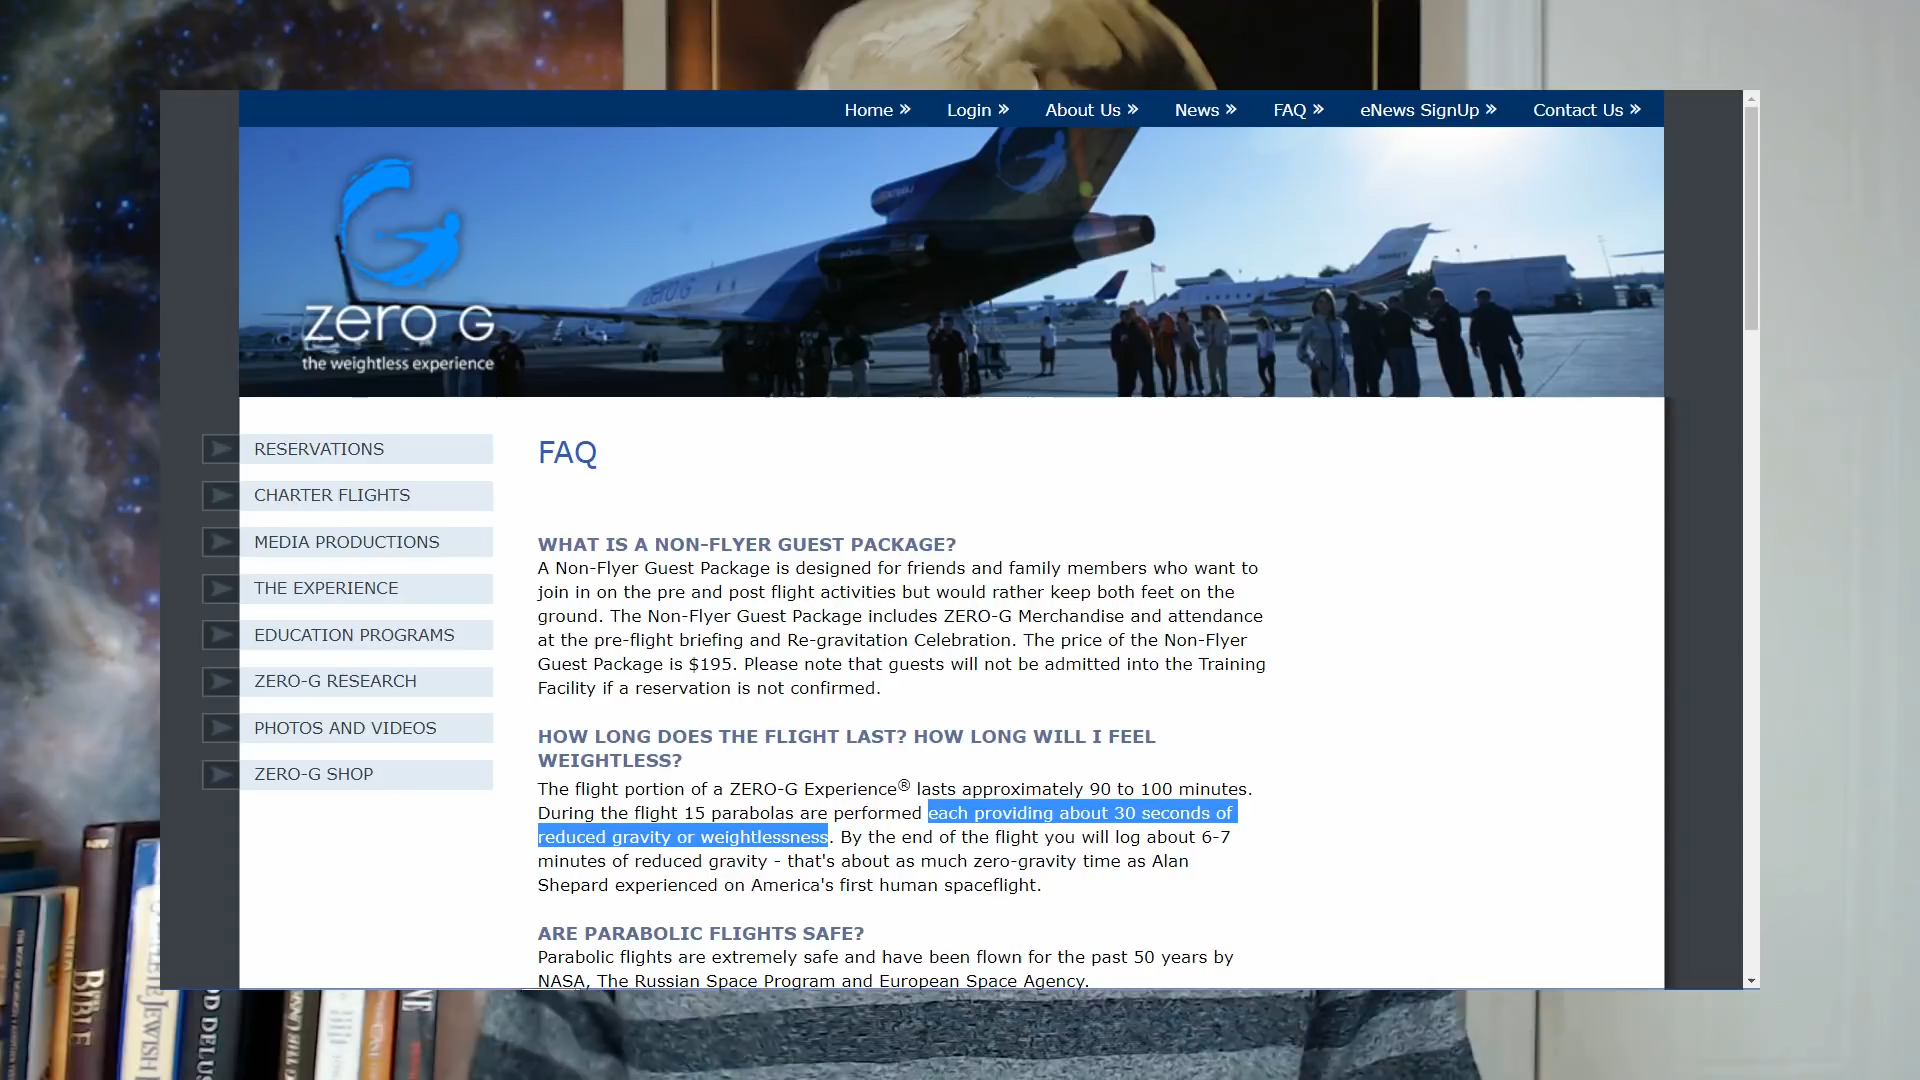 Home » Login » About Us » News » FAQ » eNews SignUp » Contact Us »
zero G
the weightless experience
RESERVATIONS
CHARTER FLIGHTS
MEDIA PRODUCTIONS
THE EXPERIENCE
EDUCATION PROGRAMS
ZERO-G RESEARCH
PHOTOS AND VIDEOS
ZERO-G SHOP
FAQ
WHAT IS A NON-FLYER GUEST PACKAGE?
A Non-Flyer Guest Package is designed for friends and family members who want to
join in on the pre and post flight activities but would rather keep both feet on the
ground. The Non-Flyer Guest Package includes ZERO-G Merchandise and attendance
at the pre-flight briefing and Re-gravitation Celebration. The price of the Non-Flyer
Guest Package is $195. Please note that guests will not be admitted into the Training
Facility if a reservation is not confirmed.
HOW LONG DOES THE FLIGHT LAST? HOW LONG WILL I FEEL
WEIGHTLESS?
The flight portion of a ZERO-G Experience® lasts approximately 90 to 100 minutes.
During the flight 15 parabolas are performed each providing about 30 seconds of
reduced gravity or weightlessness. By the end of the flight you will log about 6-7
minutes of reduced gravity - that's about as much zero-gravity time as Alan
Shepard experienced on America's first human spaceflight.
ARE PARABOLIC FLIGHTS SAFE?
Parabolic flights are extremely safe and have been flown for the past 50 years by
NASA, The Russian Space Program and European Space Agency.
BIBLE
JEWISH